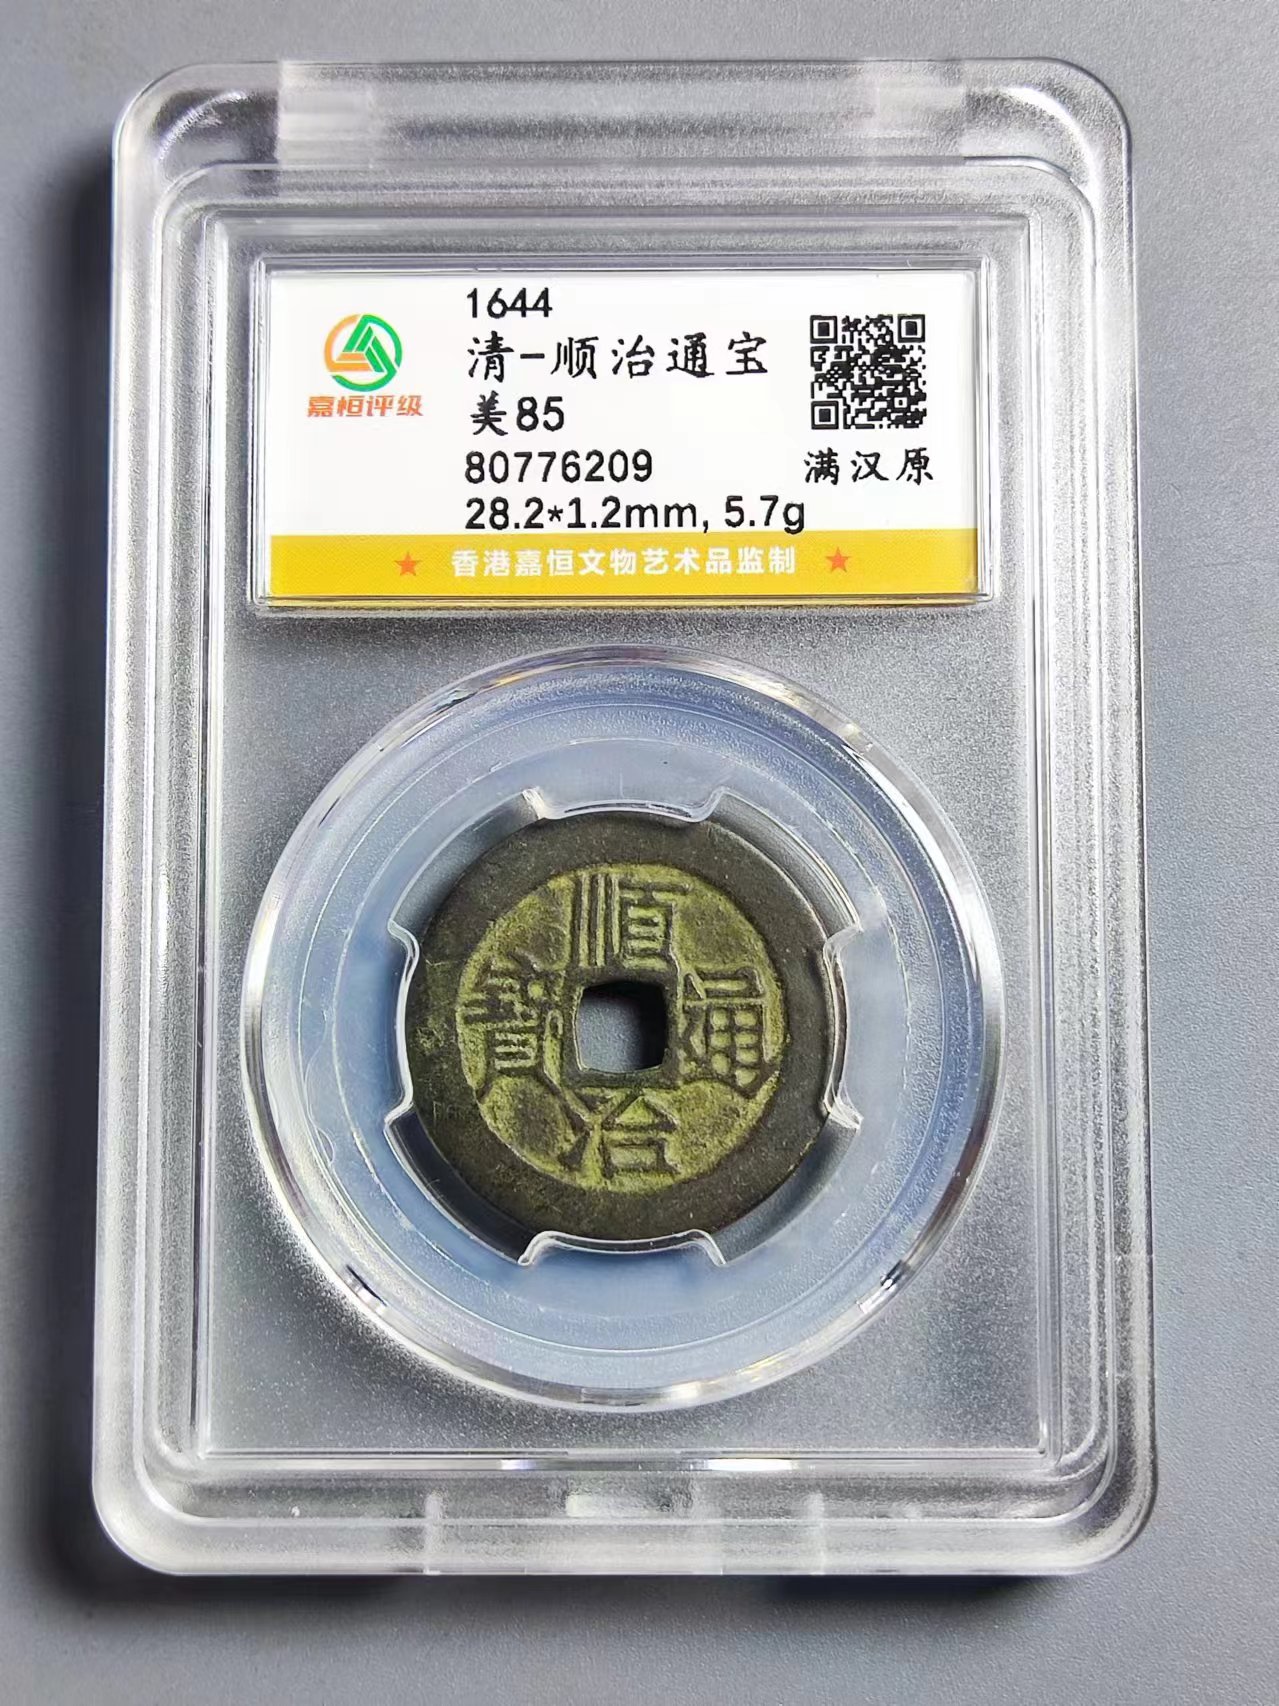 1644
清-顺治通宝
美85
80776209
28.2*1.2mm, 5.7g
嘉恒评级
满汉原
★ 香港嘉恒文物艺术品监制 ★
順治通寶